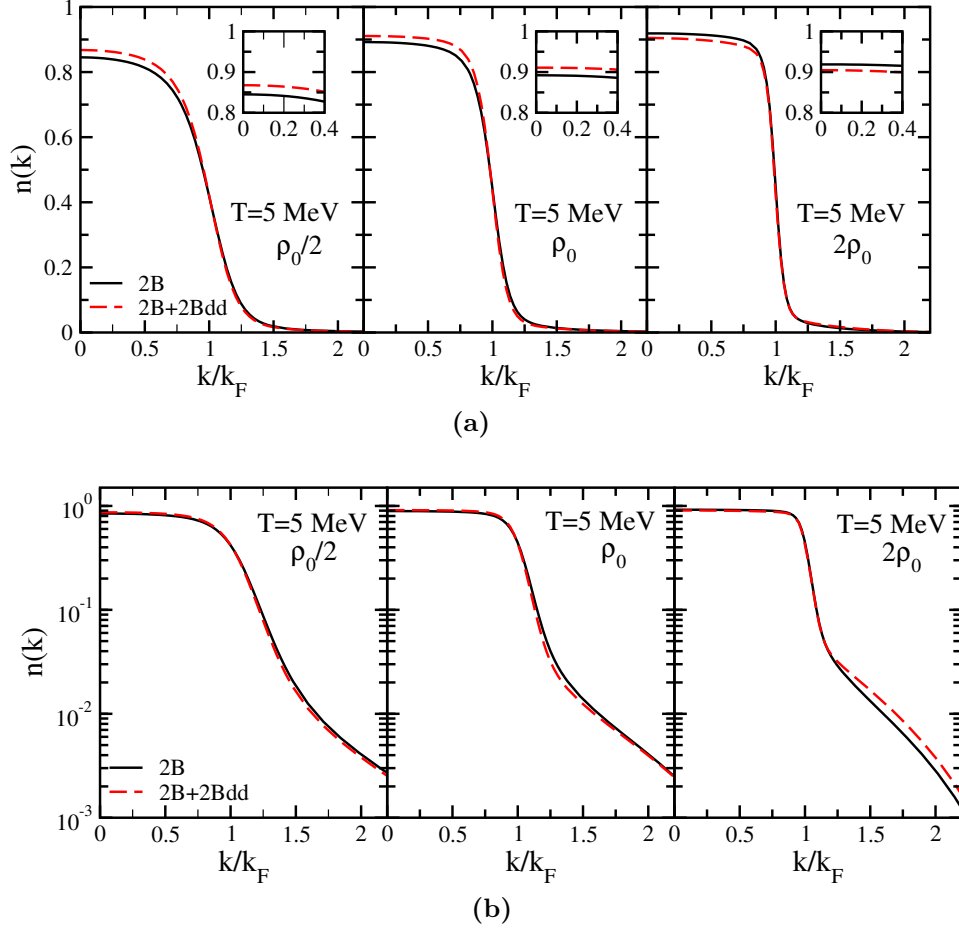 1
0.8
0.6
0.4
0.2
0
n(k)
1
0.9
0.8
0 0.2 0.4
T=5 MeV
ρ0/2
2B
2B+2Bdd
0 0.5 1 1.5 2
k/kF
1
0.9
0.8
0 0.2 0.4
T=5 MeV
ρ0
0 0.5 1 1.5 2
k/kF
1
0.9
0.8
0 0.2 0.4
T=5 MeV
2ρ0
0 0.5 1 1.5 2
k/kF
(a)
10^0
10^-1
10^-2
10^-3
n(k)
T=5 MeV
ρ0/2
2B
2B+2Bdd
0 0.5 1 1.5 2
k/kF
T=5 MeV
ρ0
0 0.5 1 1.5 2
k/kF
T=5 MeV
2ρ0
0 0.5 1 1.5 2
k/kF
(b)